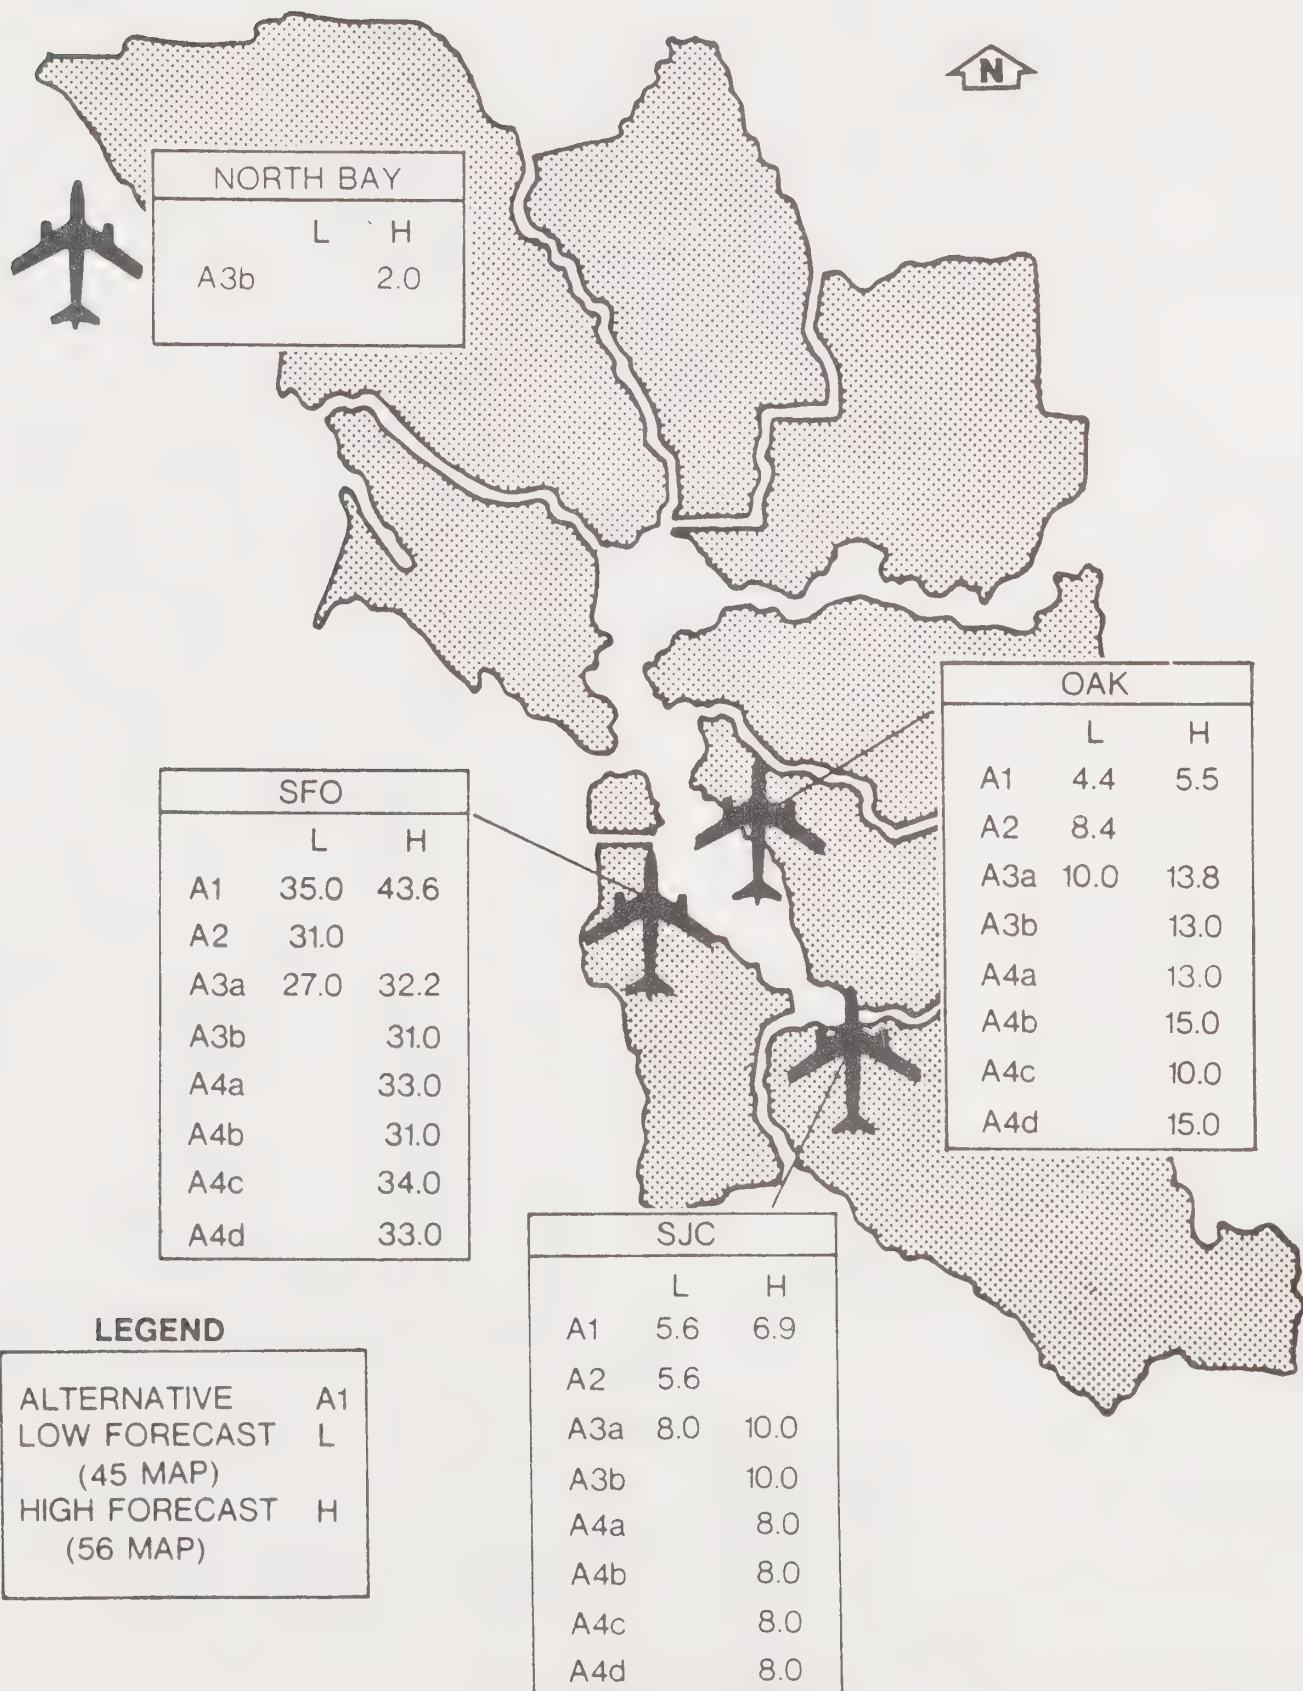 N
NORTH BAY
L H
A3b 2.0
OAK
L H
A1 4.4 5.5
A2 8.4
A3a 10.0 13.8
A3b 13.0
A4a 13.0
A4b 15.0
A4c 10.0
A4d 15.0
SFO
L H
A1 35.0 43.6
A2 31.0
A3a 27.0 32.2
A3b 31.0
A4a 33.0
A4b 31.0
A4c 34.0
A4d 33.0
SJC
L H
A1 5.6 6.9
A2 5.6
A3a 8.0 10.0
A3b 10.0
A4a 8.0
A4b 8.0
A4c 8.0
A4d 8.0
LEGEND
ALTERNATIVE A1
LOW FORECAST L
(45 MAP)
HIGH FORECAST H
(56 MAP)